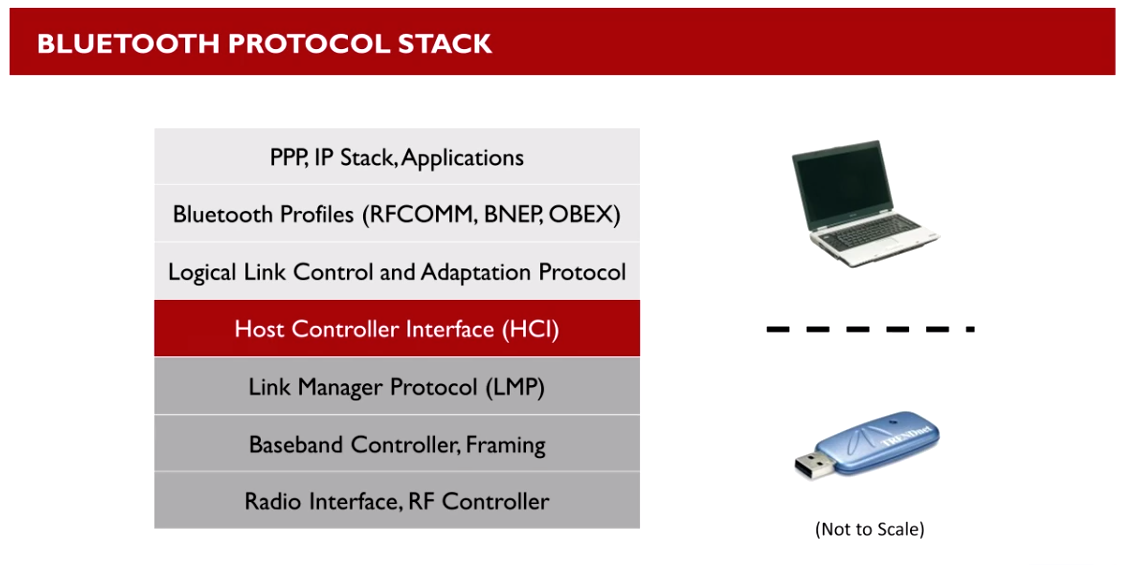 BLUETOOTH PROTOCOL STACK
PPP, IP Stack, Applications
Bluetooth Profiles (RFCOMM, BNEP, OBEX)
Logical Link Control and Adaptation Protocol
Host Controller Interface (HCI)
Link Manager Protocol (LMP)
Baseband Controller, Framing
Radio Interface, RF Controller
TRENDnet
(Not to Scale)